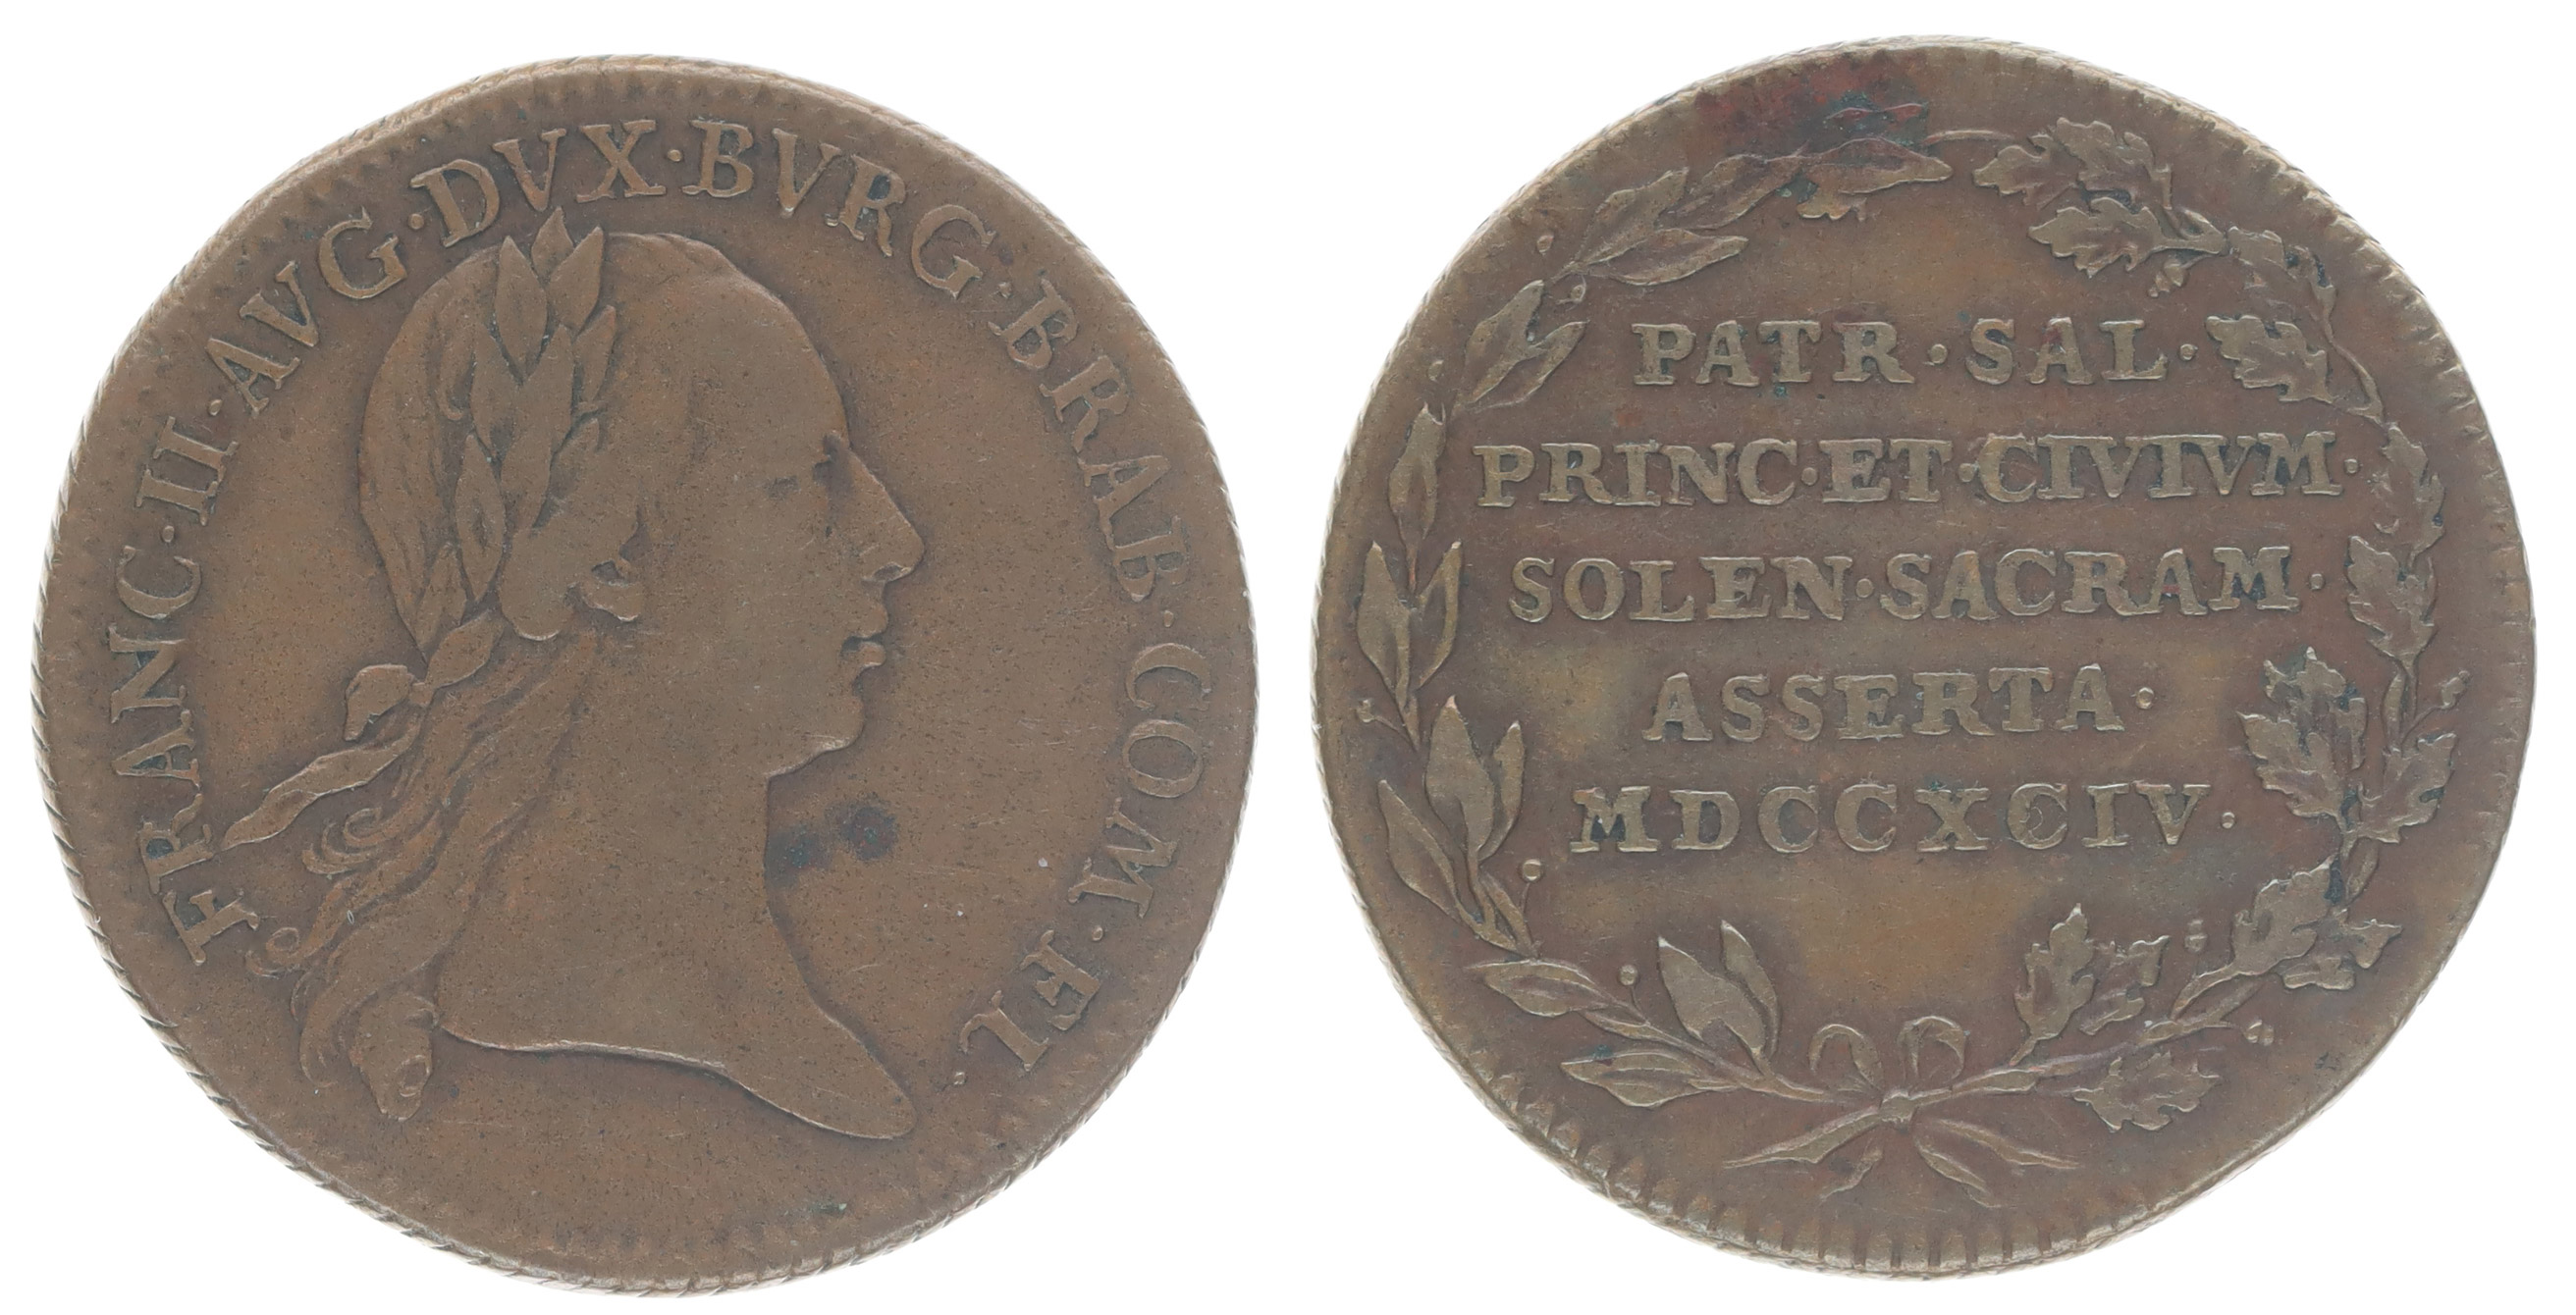 FRANC·II·AVG·DVX·BVRG·BRAB·COM·FL·
PATR·SAL·
PRINC·ET·CIVIVM·
SOLEN·SACRAM·
ASSERTA·
MDCCXCIV·